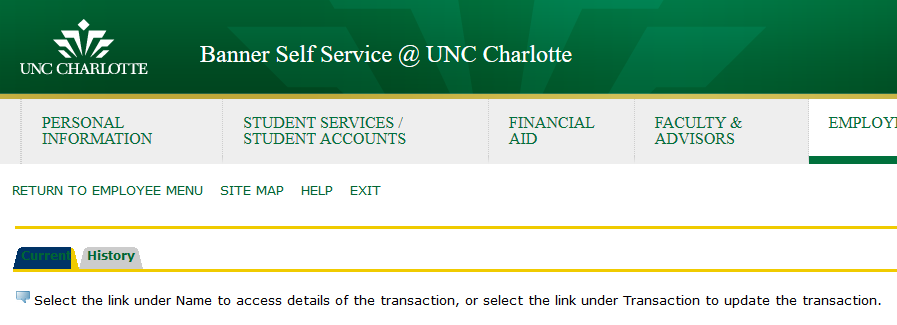 UNC CHARLOTTE
Banner Self Service @ UNC Charlotte
PERSONAL
INFORMATION
STUDENT SERVICES /
STUDENT ACCOUNTS
FINANCIAL
AID
FACULTY &
ADVISORS
RETURN TO EMPLOYEE MENU SITE MAP HELP EXIT
Current History
Select the link under Name to access details of the transaction, or select the link under Transaction to update the transaction.